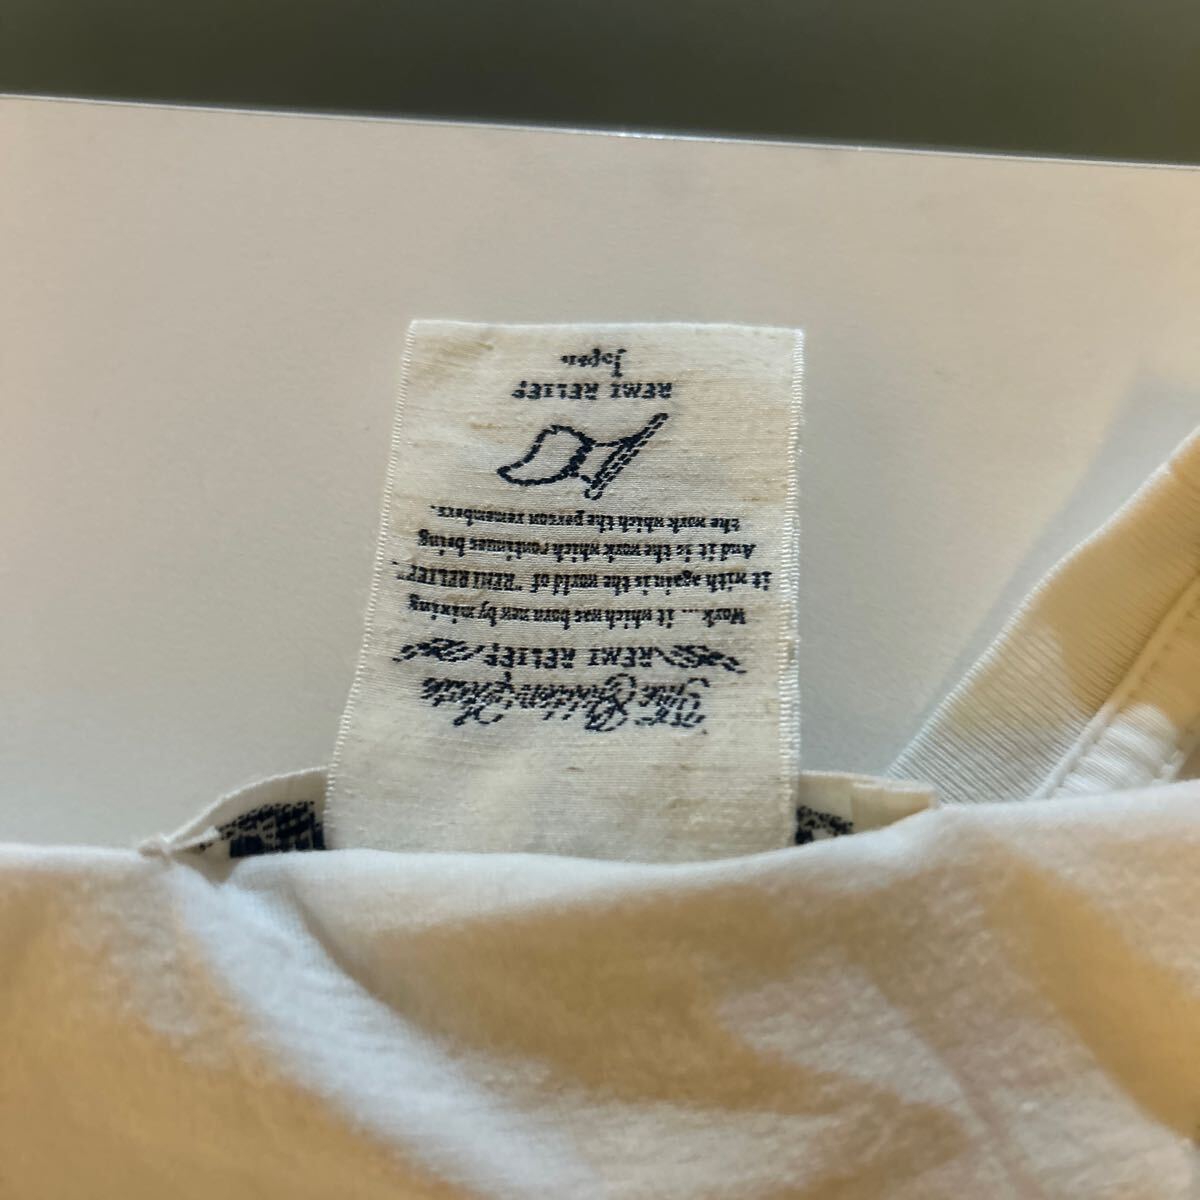 REMI RELIEF
Work ... it which was born new by mixing
it with again is the world of "REMI RELIEF".
And it is the work which continues being
the work which the person remembers.
REMI RELIEF
Japan